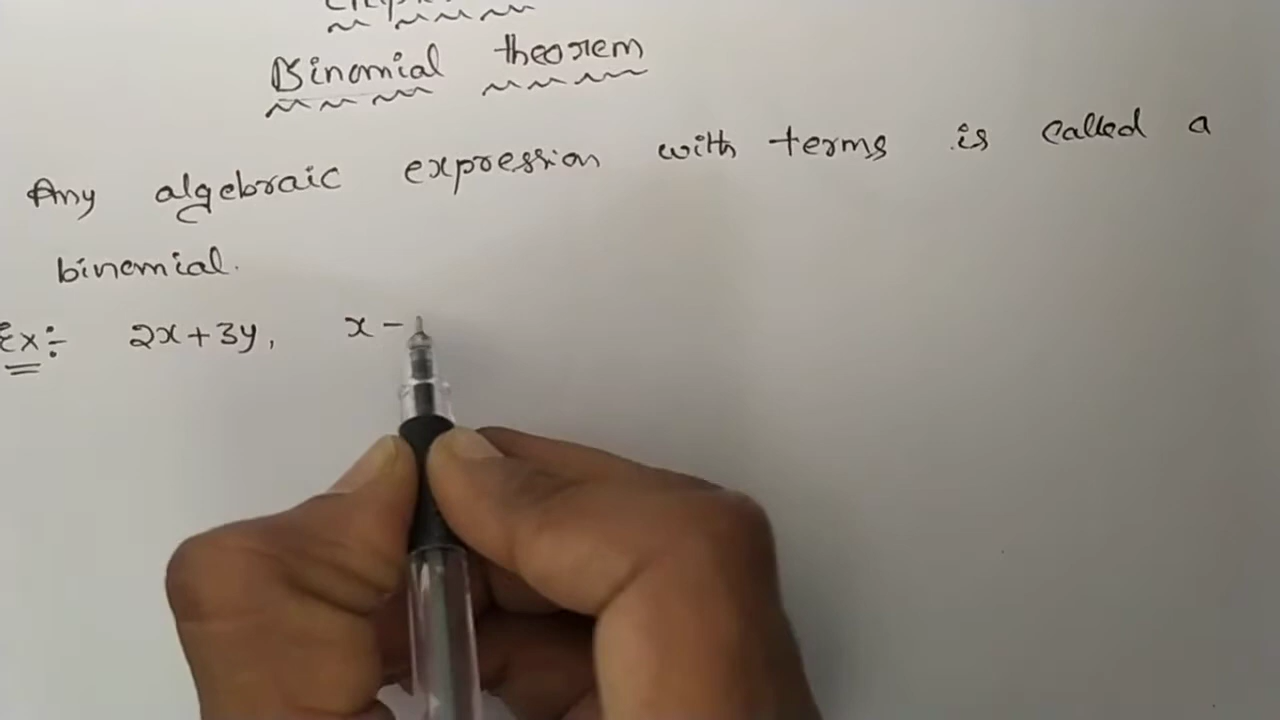 Binomial theorem
Any algebraic expression with terms is called a
binomial.
Ex:- 2x+3y, x-